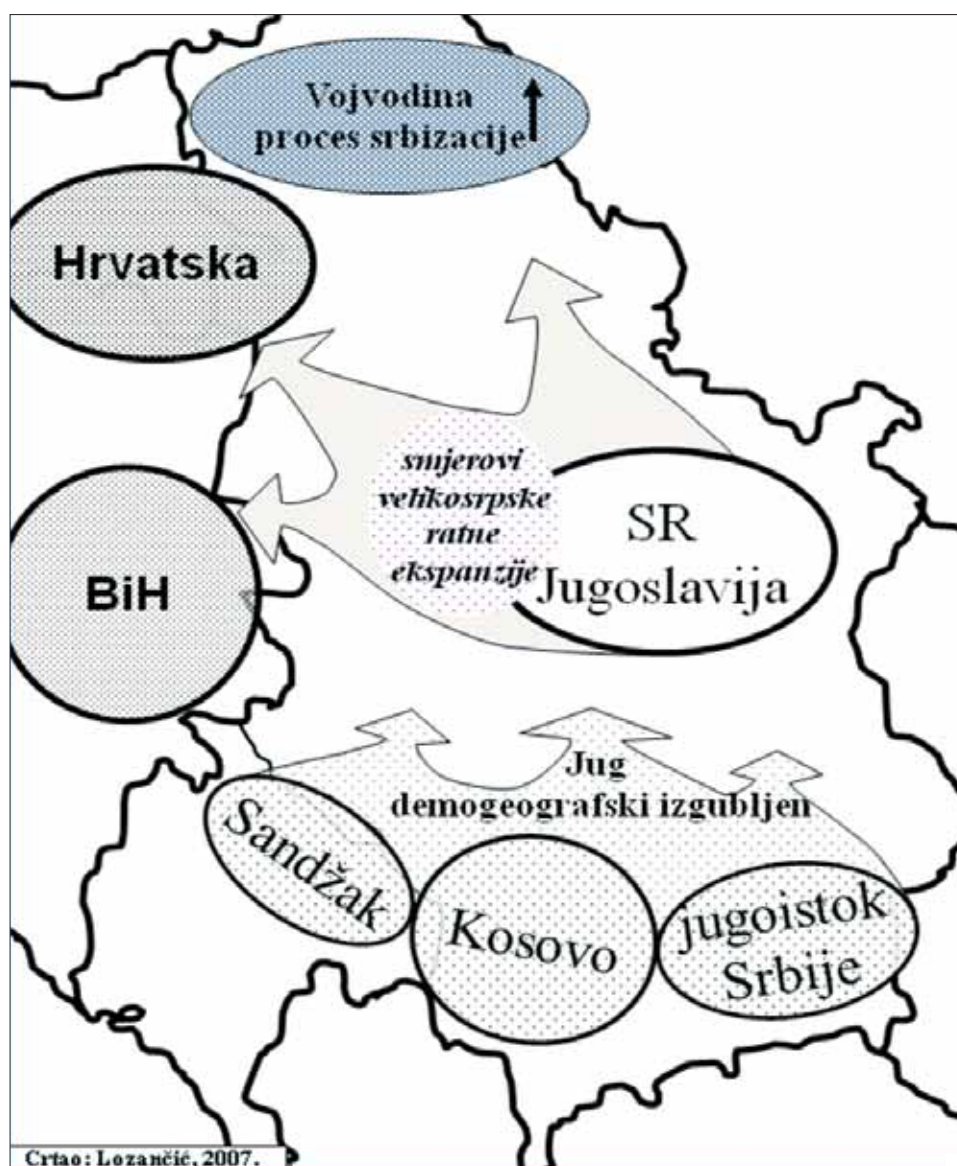 Vojvodina
proces srbizacije
Hrvatska
smjerovi
velikosrpske
ratne
ekspanzije
SR
Jugoslavija
BiH
Jug
demogeografski izgubljen
Sandžak
Kosovo
jugoistok
Srbije
Crtao: Lozančić, 2007.